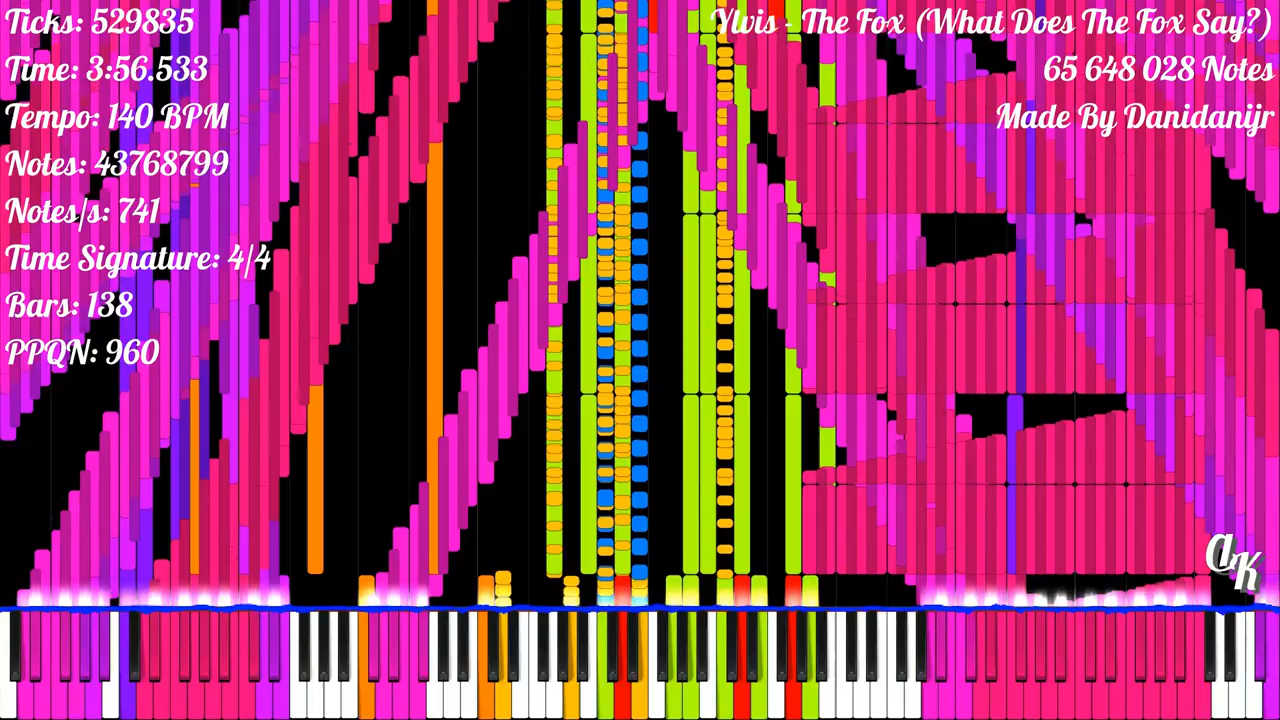 Ticks: 529835
Time: 3:56.533
Tempo: 140 BPM
Notes: 43768799
Notes/s: 741
Time Signature: 4/4
Bars: 138
PPQN: 960
Ylvis - The Fox (What Does The Fox Say?)
65 648 028 Notes
Made By Danidanijr
AK